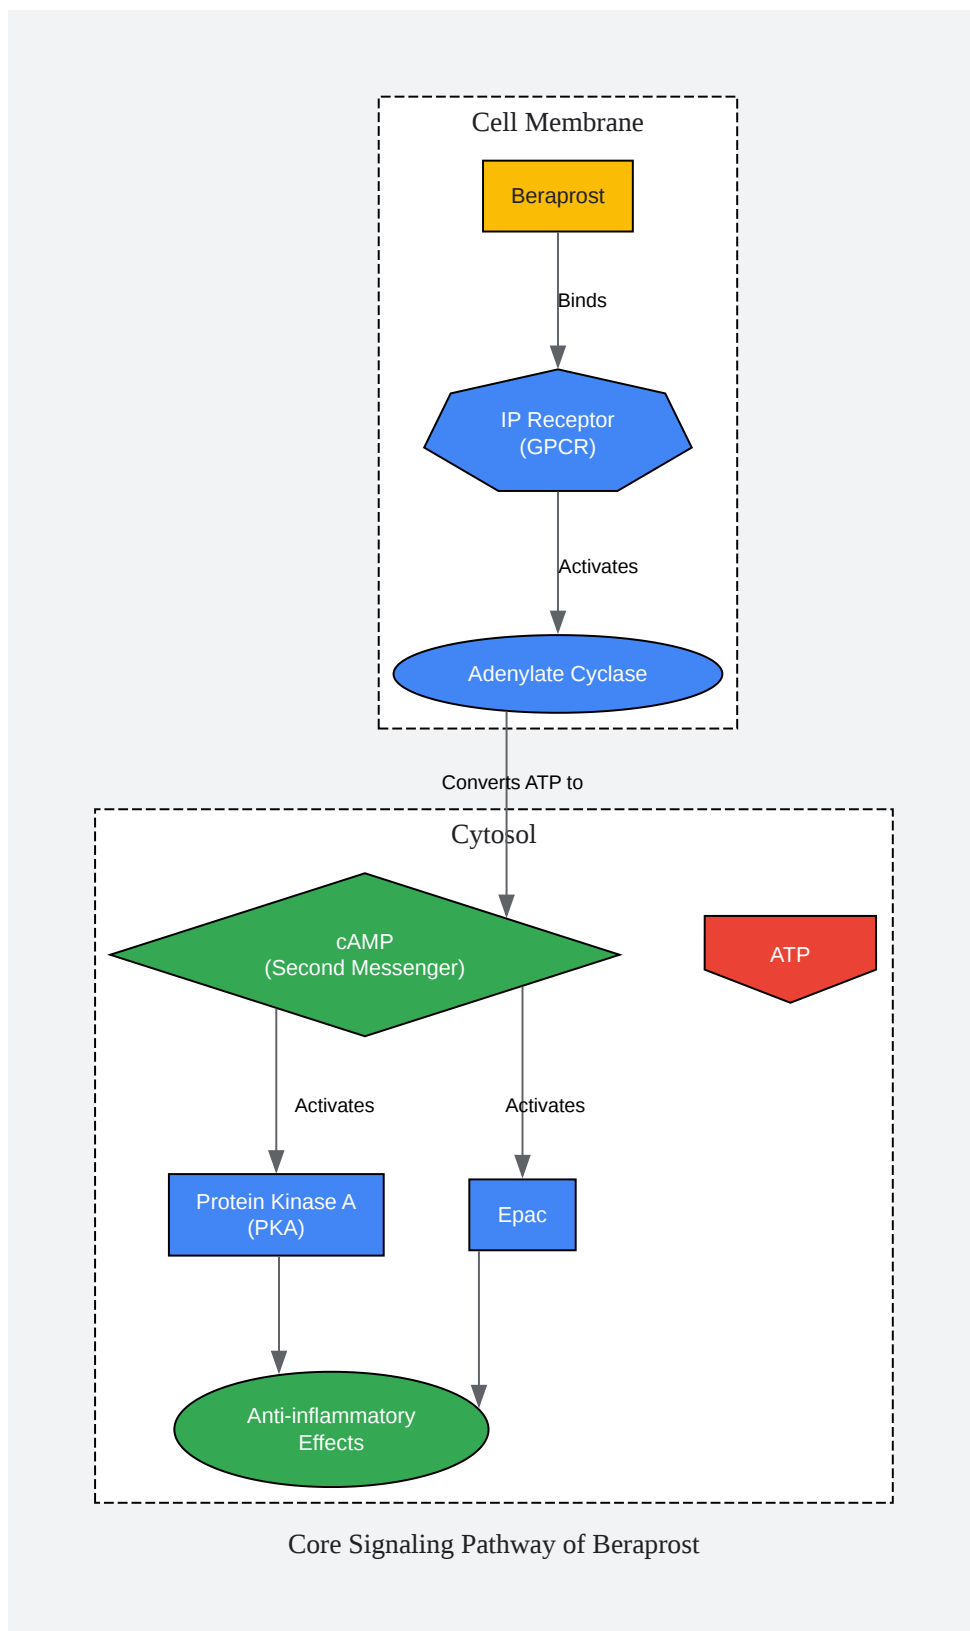 Cell Membrane
Beraprost
Binds
IP Receptor
(GPCR)
Activates
Adenylate Cyclase
Converts ATP to
Cytosol
cAMP
(Second Messenger)
ATP
Activates
Activates
Protein Kinase A
(PKA)
Epac
Anti-inflammatory
Effects
Core Signaling Pathway of Beraprost